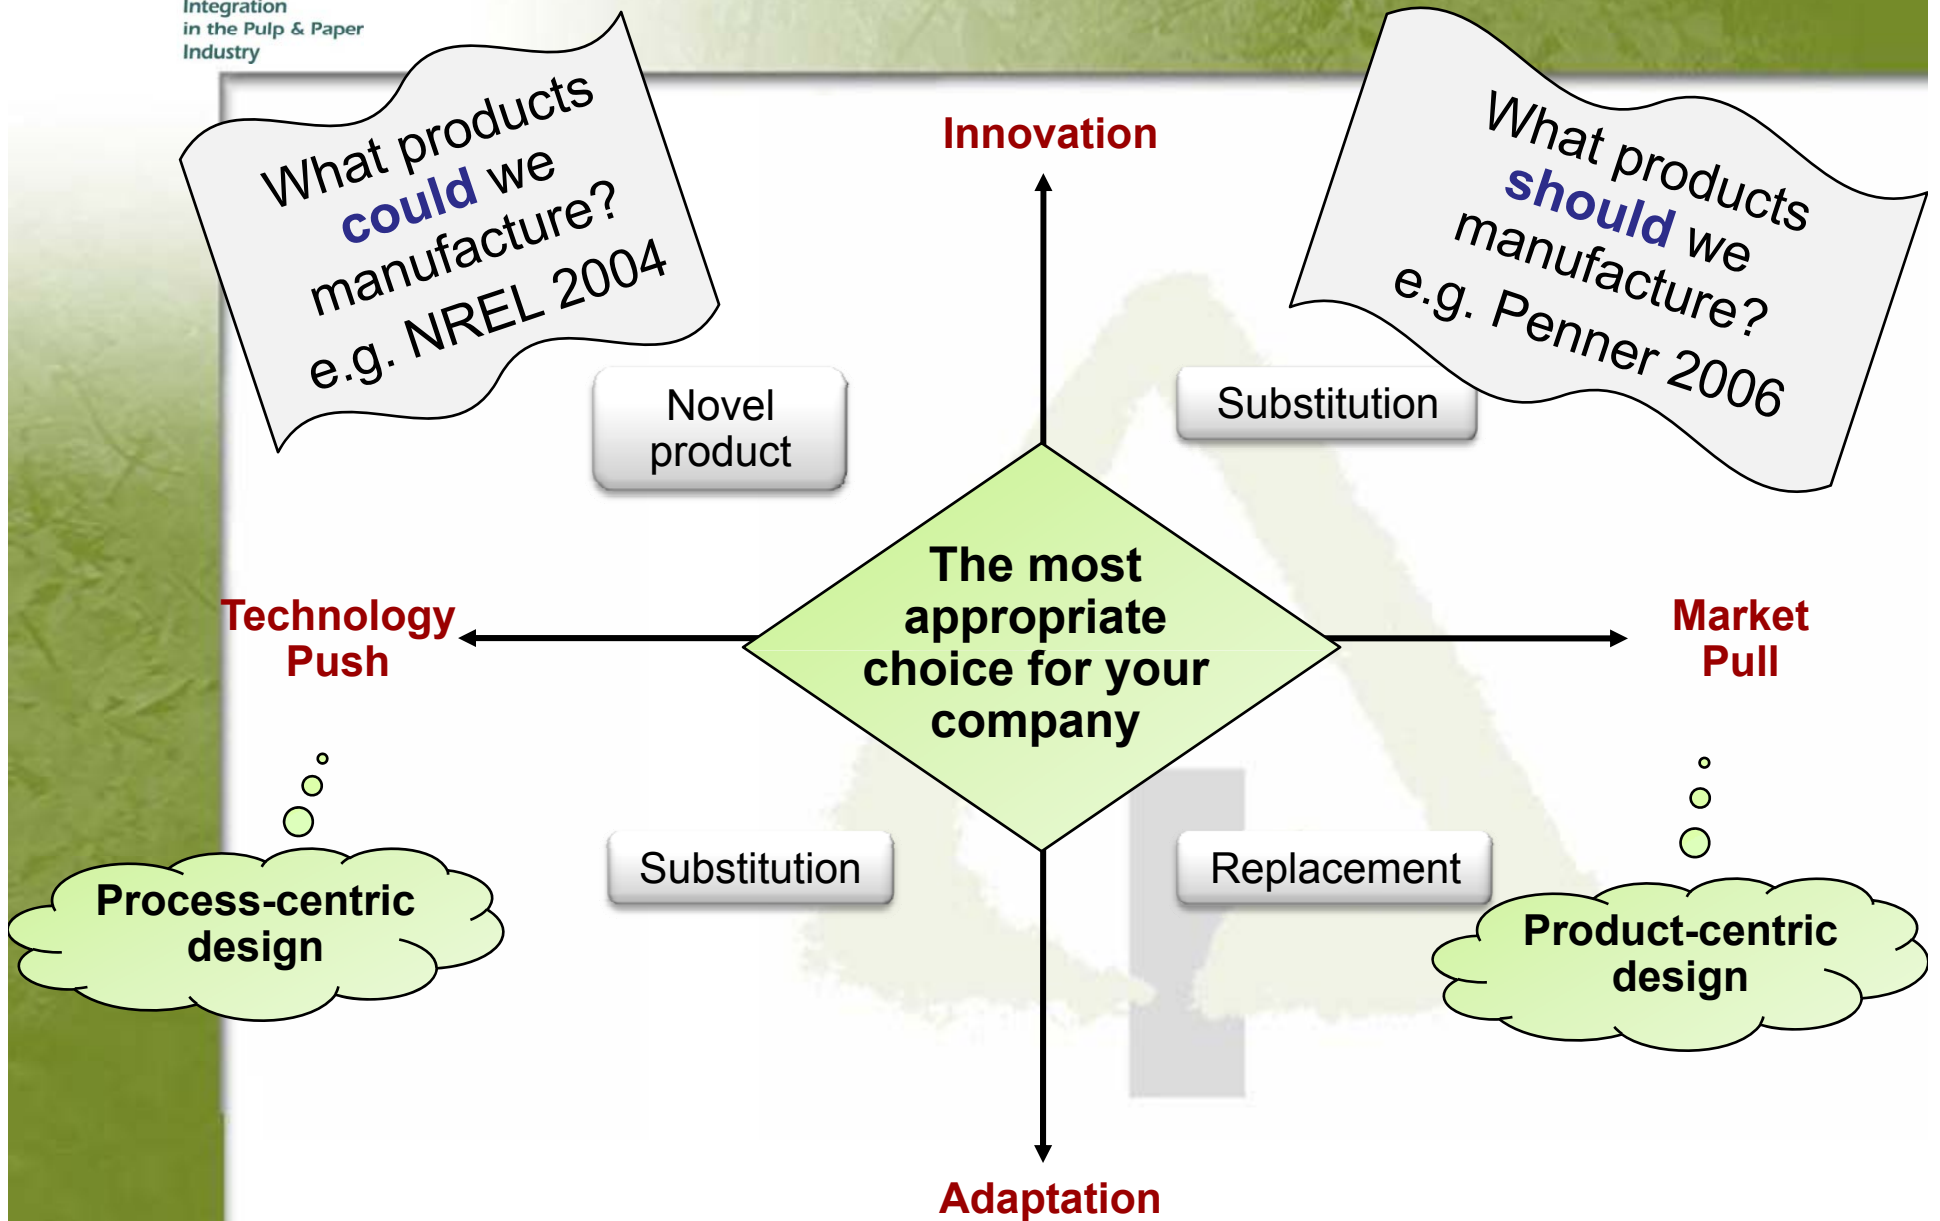 Integration
in the Pulp & Paper
Industry
What products
could we
manufacture?
e.g. NREL 2004
Innovation
What products
should we
manufacture?
e.g. Penner 2006
Novel
product
Substitution
The most
appropriate
choice for your
company
Technology
Push
Market
Pull
Substitution
Replacement
Process-centric
design
Product-centric
design
Adaptation